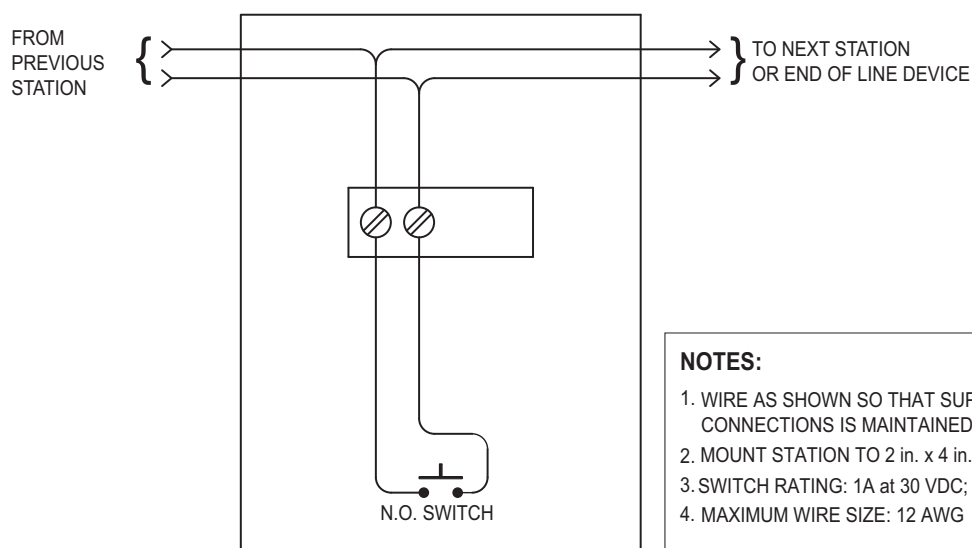 FROM
PREVIOUS
STATION
TO NEXT STATION
OR END OF LINE DEVICE
N.O. SWITCH
NOTES:
1. WIRE AS SHOWN SO THAT
CONNECTIONS IS MAINTAINED
2. MOUNT STATION TO 2 in. x 4 in.
3. SWITCH RATING: 1A at 30 VDC;
4. MAXIMUM WIRE SIZE: 12 AWG